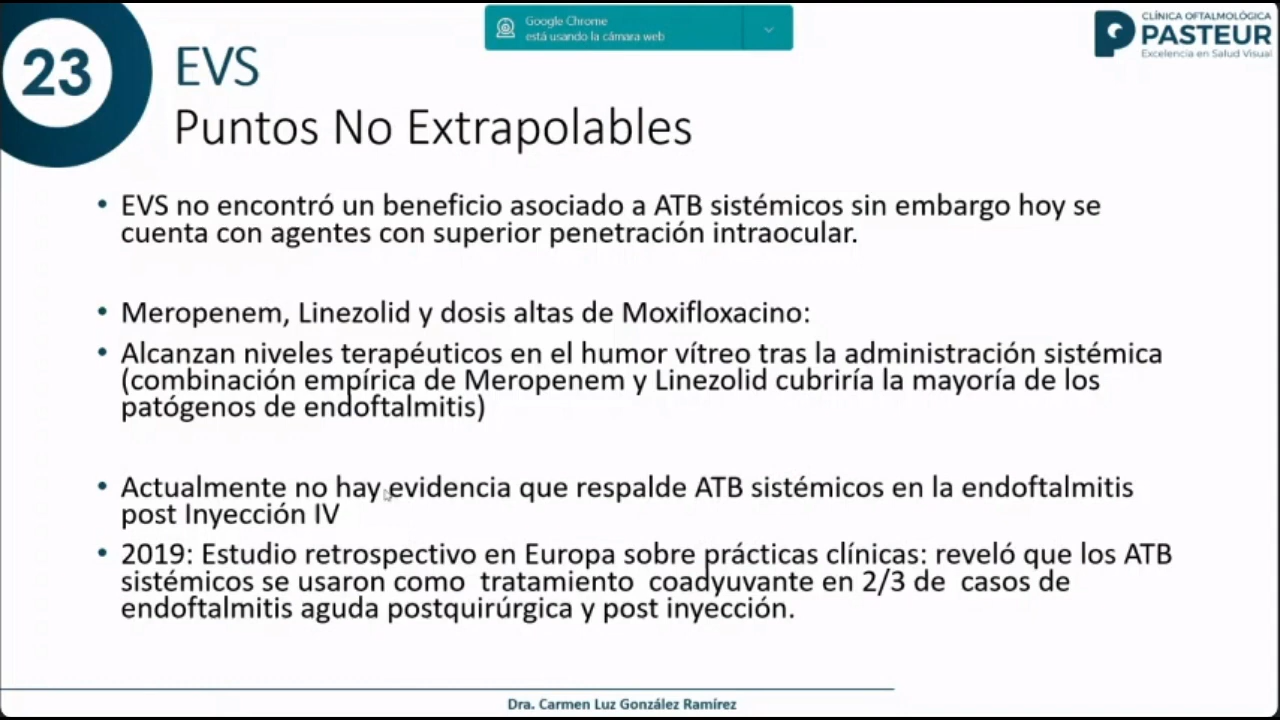 Google Chrome
está usando la cámara web
CLÍNICA OFTALMOLÓGICA
PASTEUR
Excelencia en Salud Visual
23
EVS
Puntos No Extrapolables
• EVS no encontró un beneficio asociado a ATB sistémicos sin embargo hoy se
cuenta con agentes con superior penetración intraocular.
• Meropenem, Linezolid y dosis altas de Moxifloxacino:
• Alcanzan niveles terapéuticos en el humor vítreo tras la administración sistémica
(combinación empírica de Meropenem y Linezolid cubriría la mayoría de los
patógenos de endoftalmitis)
• Actualmente no hay evidencia que respalde ATB sistémicos en la endoftalmitis
post Inyección IV
• 2019: Estudio retrospectivo en Europa sobre prácticas clínicas: reveló que los ATB
sistémicos se usaron como tratamiento coadyuvante en 2/3 de casos de
endoftalmitis aguda postquirúrgica y post inyección.
Dra. Carmen Luz González Ramírez